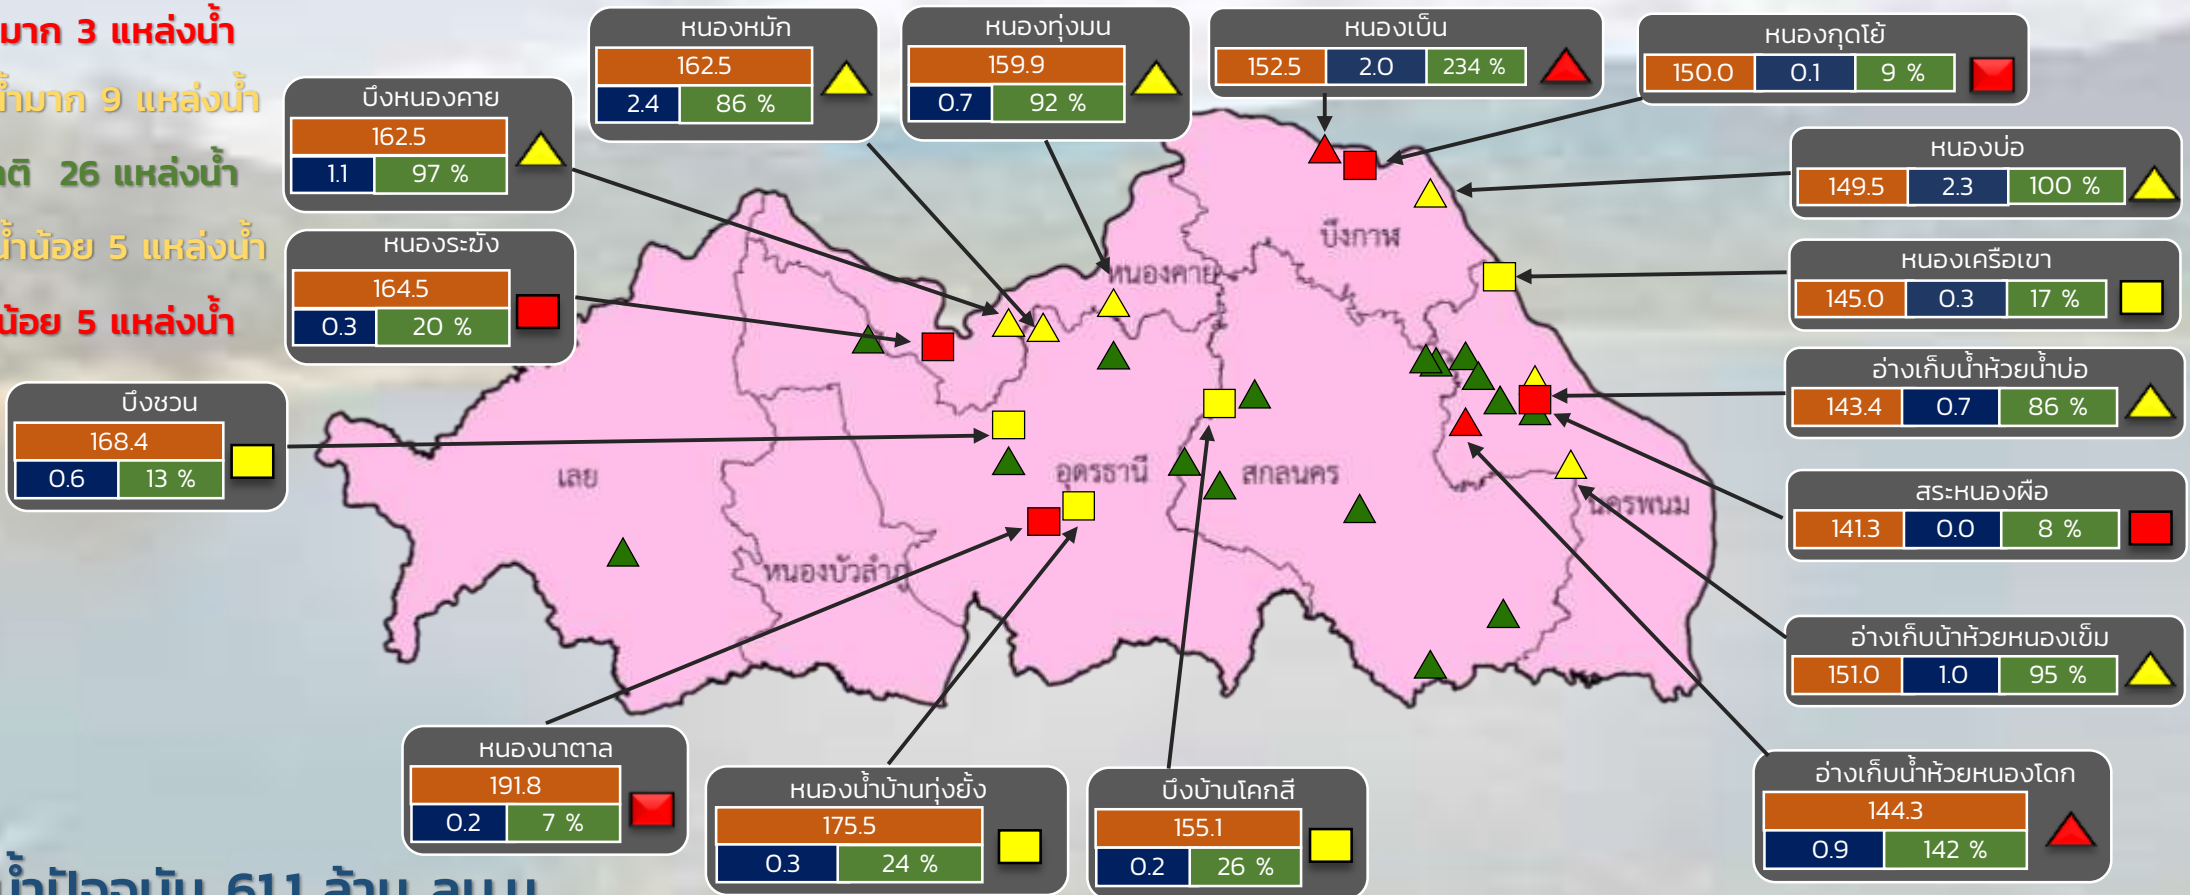 มาก 3 แหล่งน้ำ
น้ำมาก 9 แหล่งน้ำ
26 แหล่งน้ำ
น้ำน้อย 5 แหล่งน้ำ
น้อย 5 แหล่งน้ำ
หนองหมัก
162.5
2.4 86 %
หนองทุ่งมน
159.9
0.7 92 %
หนองเบ็น
152.5 2.0 234 %
หนองกุดโย้
150.0 0.1 9 %
บึงหนองคาย
162.5
1.1 97 %
หนองบ่อ
149.5 2.3 100 %
หนองระฆัง
164.5
0.3 20 %
หนองเครือเขา
145.0 0.3 17 %
อ่างเก็บน้ำห้วยน้ำบ่อ
143.4 0.7 86 %
บึงชวน
168.4
0.6 13 %
สระหนองผือ
141.3 0.0 8 %
อ่างเก็บน้ำห้วยหนองเข็ม
151.0 1.0 95 %
บึงกาฬ
หนองคาย
เลย
อุดรธานี
สกลนคร
นครพนม
หนองบัวลำภู
หนองนาตาล
191.8
0.2 7 %
หนองน้ำบ้านทุ่งยั้ง
175.5
0.3 24 %
บึงบ้านโคกสี
155.1
0.2 26 %
อ่างเก็บน้ำห้วยหนองโดก
144.3
0.9 142 %
น้ำปัจจุบัน 611 ล้าน ลบ.ม